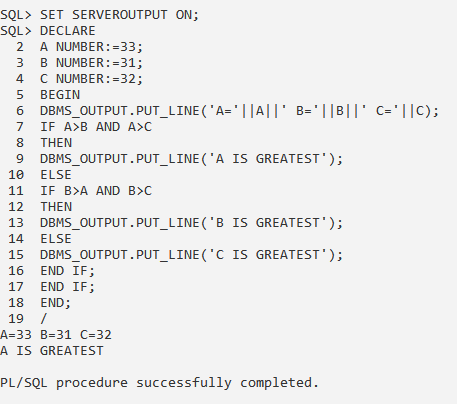 SQL> SET SERVEROUTPUT ON;
SQL> DECLARE
  2  A NUMBER:=33;
  3  B NUMBER:=31;
  4  C NUMBER:=32;
  5  BEGIN
  6  DBMS_OUTPUT.PUT_LINE('A='||A||' B='||B||' C='||C);
  7  IF A>B AND A>C
  8  THEN
  9  DBMS_OUTPUT.PUT_LINE('A IS GREATEST');
 10  ELSE
 11  IF B>A AND B>C
 12  THEN
 13  DBMS_OUTPUT.PUT_LINE('B IS GREATEST');
 14  ELSE
 15  DBMS_OUTPUT.PUT_LINE('C IS GREATEST');
 16  END IF;
 17  END IF;
 18  END;
 19  /
A=33 B=31 C=32
A IS GREATEST

PL/SQL procedure successfully completed.